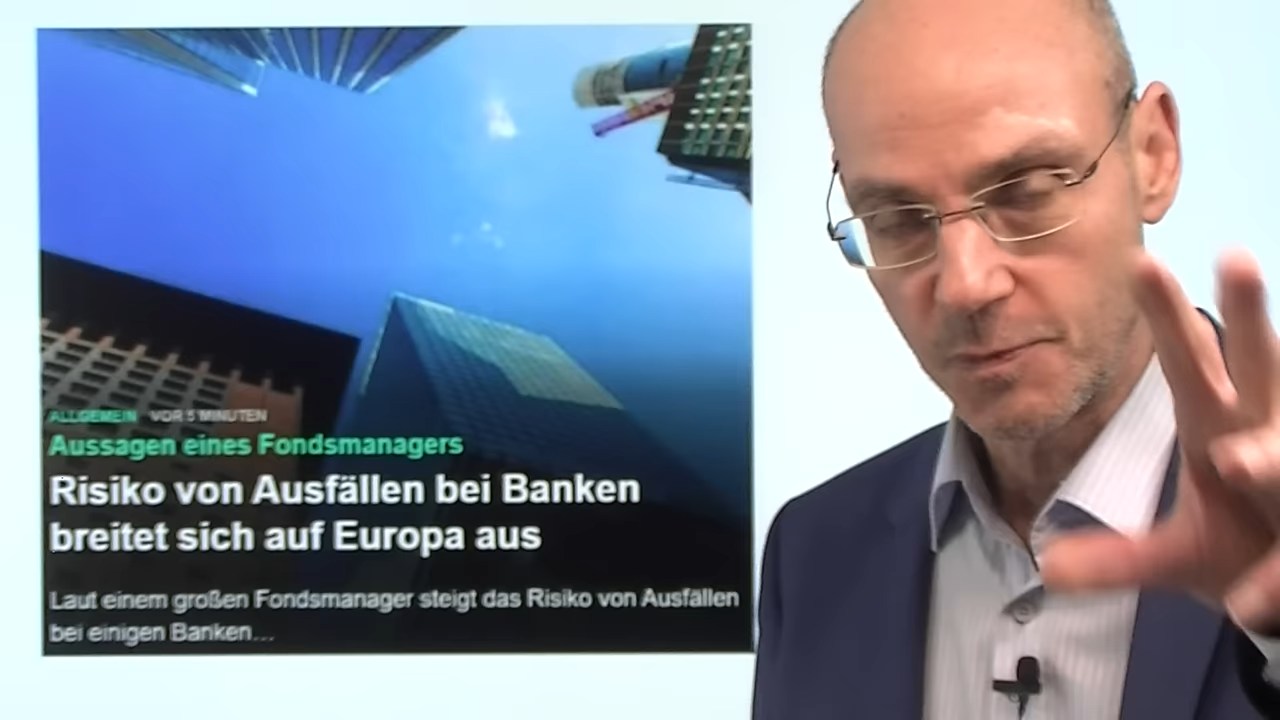 ALLGEMEIN VOR 5 MINUTEN
Aussagen eines Fondsmanagers
Risiko von Ausfällen bei Banken
breitet sich auf Europa aus
Laut einem großen Fondsmanager steigt das Risiko von Ausfällen
bei einigen Banken...